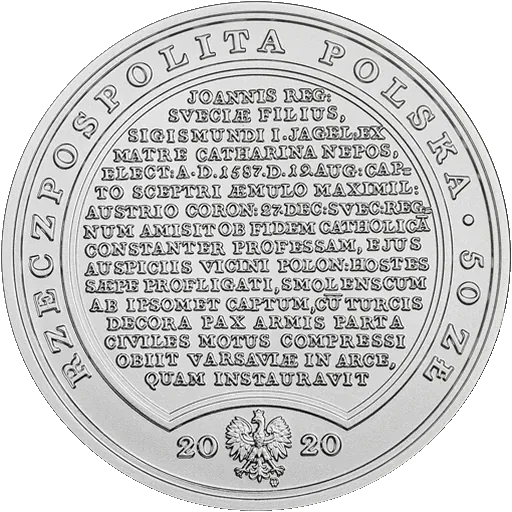 RZECZPOSPOLITA POLSKA · 50 ZŁ
JOANNIS REG:
SVECIÆ FILIUS,
SIGISMUNDI I. JAGEL.EX
MATRE CATHARINA NEPOS,
ELECT: A.D.1587.D.19.AUG: CAP-
TO SCEPTRI ÆMULO MAXIMIL:
AUSTRIO CORON: 27.DEC: SVEC: REG-
NUM AMISIT OB FIDEM CATHOLICĀ
CONSTANTER PROFESSAM, EJUS
AUSPICIIS VICINI POLON: HOSTES
SÆPE PROFLIGATI, SMOLENSCUM
AB IPSOMET CAPTUM, CŪ TURCIS
DECORA PAX ARMIS PARTA
CIVILES MOTUS COMPRESSI
OBIIT VARSAVIÆ IN ARCE,
QUAM INSTAURAVIT
20 20